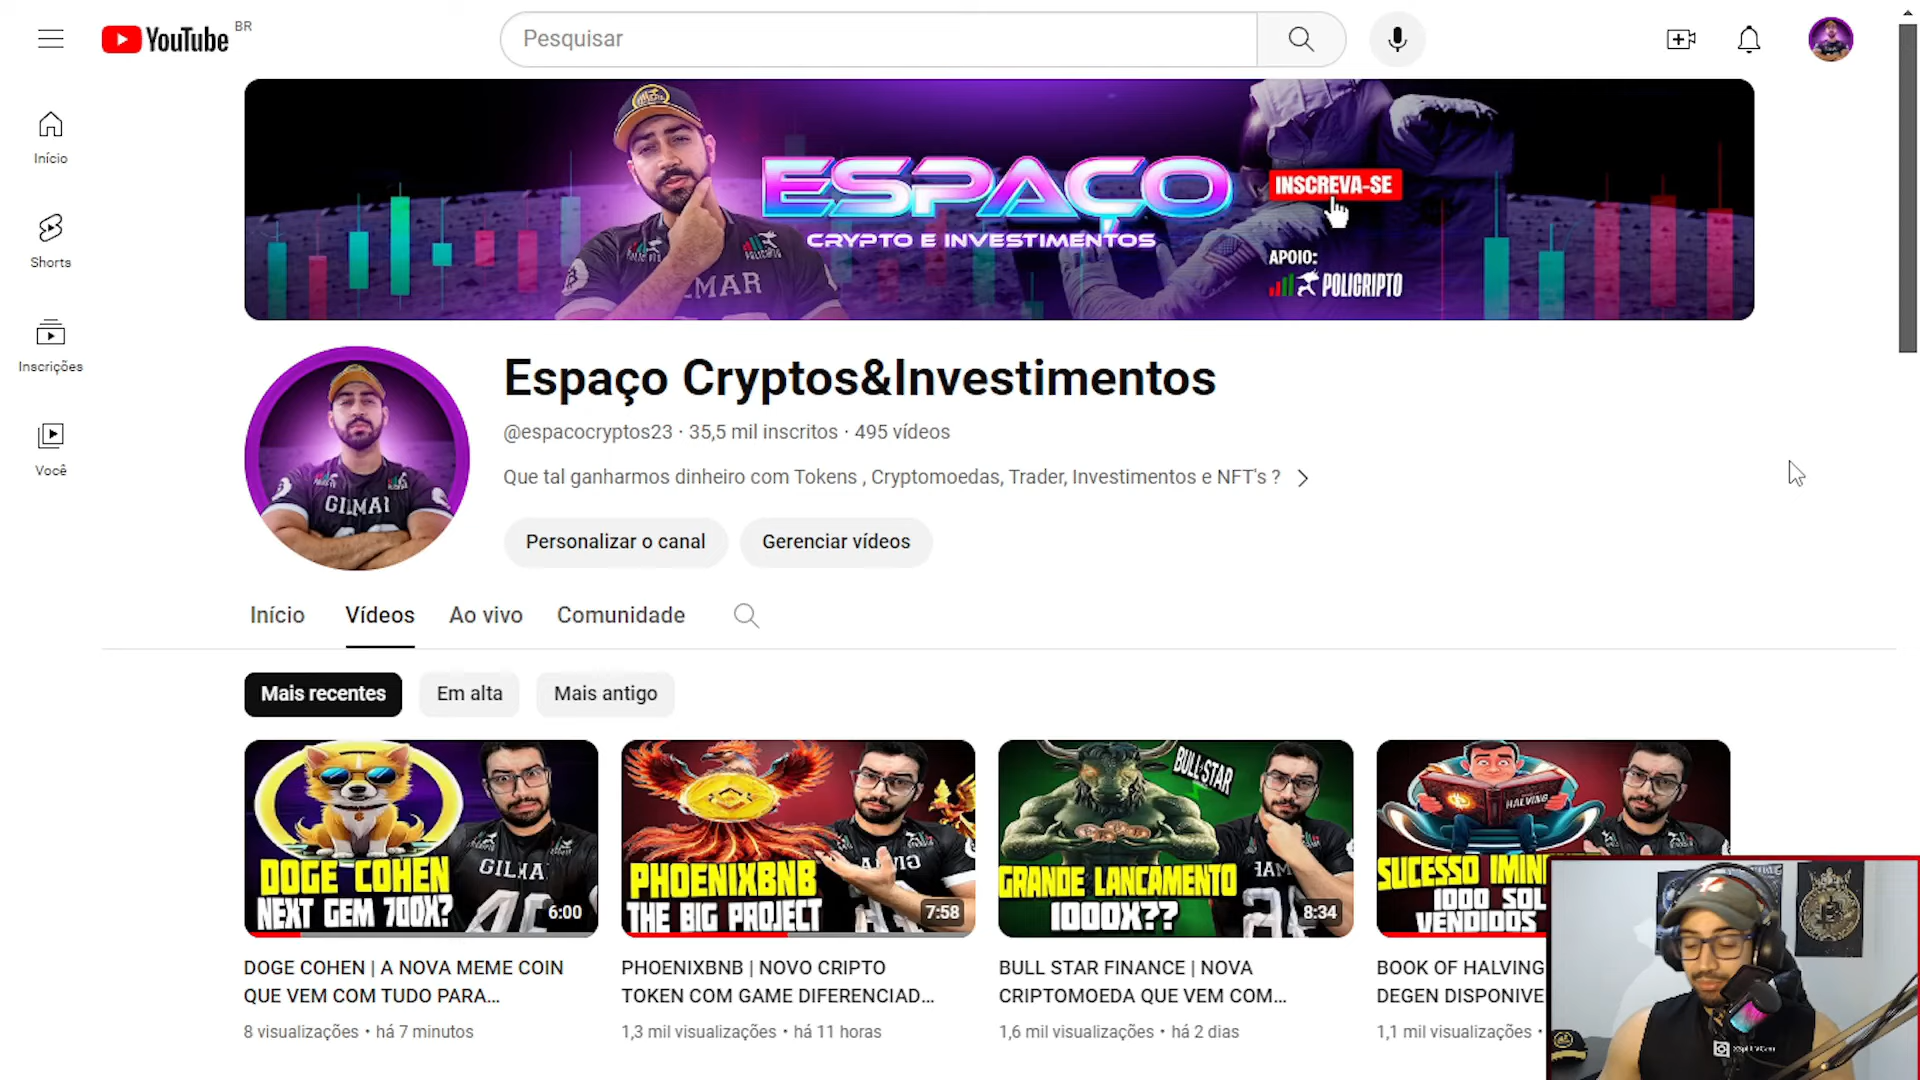 YouTube BR
Pesquisar
Início
Shorts
Inscrições
Você
ESPAÇO
CRYPTO E INVESTIMENTOS
INSCREVA-SE
APOIO:
POLICRIPTO
GILMAR
Espaço Cryptos&Investimentos
@espacocryptos23 · 35,5 mil inscritos · 495 vídeos
Que tal ganharmos dinheiro com Tokens , Cryptomoedas, Trader, Investimentos e NFT's ?
Personalizar o canal
Gerenciar vídeos
Início
Vídeos
Ao vivo
Comunidade
Mais recentes
Em alta
Mais antigo
DOGE COHEN
NEXT GEM 700X?
6:00
PHOENIXBNB
THE BIG PROJECT
7:58
BULL STAR
GRANDE LANCAMENTO
1000X??
8:34
HALVING
SUCESSO IMIN
1000 SOL
VENDIDOS
DOGE COHEN | A NOVA MEME COIN
QUE VEM COM TUDO PARA...
8 visualizações • há 7 minutos
PHOENIXBNB | NOVO CRIPTO
TOKEN COM GAME DIFERENCIAD...
1,3 mil visualizações • há 11 horas
BULL STAR FINANCE | NOVA
CRIPTOMOEDA QUE VEM COM...
1,6 mil visualizações • há 2 dias
BOOK OF HALVING
DEGEN DISPONIVE
1,1 mil visualizações •